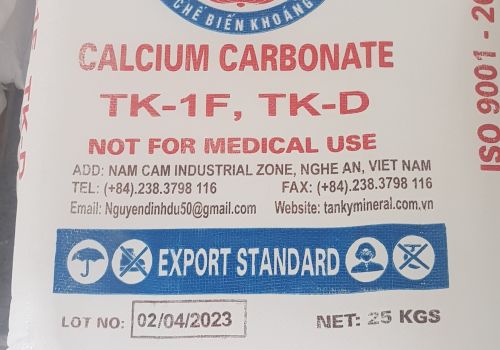 CHẾ BIẾN KHOÁNG
CALCIUM CARBONATE
TK-1F, TK-D
NOT FOR MEDICAL USE
ADD: NAM CAM INDUSTRIAL ZONE, NGHE AN, VIET NAM
TEL: (+84).238.3798 116 FAX: (+84).238.3798 116
Email: Nguyendinhdu50@gmail.com Website: tankymineral.com.vn
EXPORT STANDARD
LOT NO: 02/04/2023 NET: 25 KGS
TK-D
ISO 9001 - 20